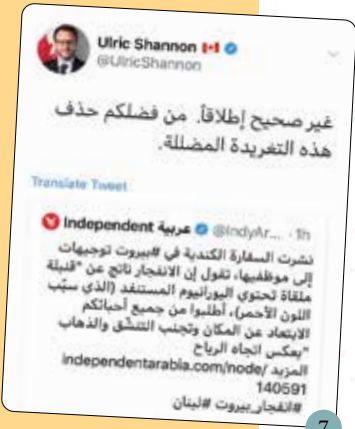 Ulric Shannon
@UlricShannon
غير صحيح إطلاقاً. من فضلكم حذف
هذه التغريدة المضللة.
Translate Tweet
Independent عربية @IndyAr... · 1h
نشرت السفارة الكندية في #بيروت توجيهات
إلى موظفيها، تقول إن الانفجار ناتج عن "قنبلة
ملقاة تحتوي اليورانيوم المستنفد (الذي سبّب
اللون الأحمر)، أطلبوا من جميع أحبائكم
الابتعاد عن المكان وتجنب التنشّق والذهاب
"بعكس اتجاه الرياح
المزيد independentarabia.com/node/
140591
#انفجار_بيروت #لبنان
7